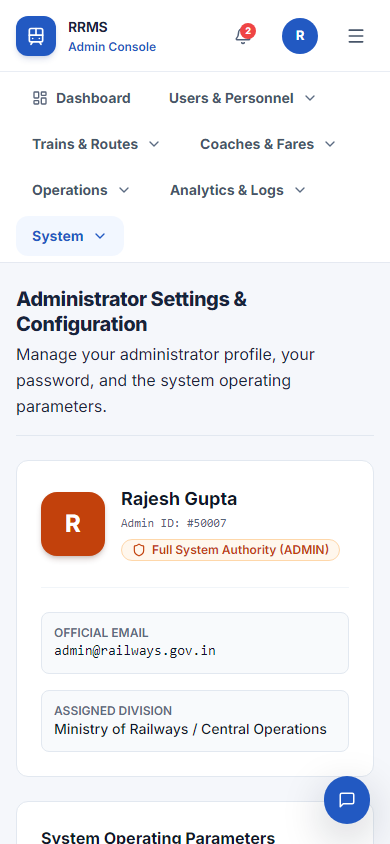 RRMS
Admin Console
2
R
Dashboard
Users & Personnel
Trains & Routes
Coaches & Fares
Operations
Analytics & Logs
System
Administrator Settings &
Configuration
Manage your administrator profile, your
password, and the system operating
parameters.
R
Rajesh Gupta
Admin ID: #50007
Full System Authority (ADMIN)
OFFICIAL EMAIL
admin@railways.gov.in
ASSIGNED DIVISION
Ministry of Railways / Central Operations
System Operating Parameters